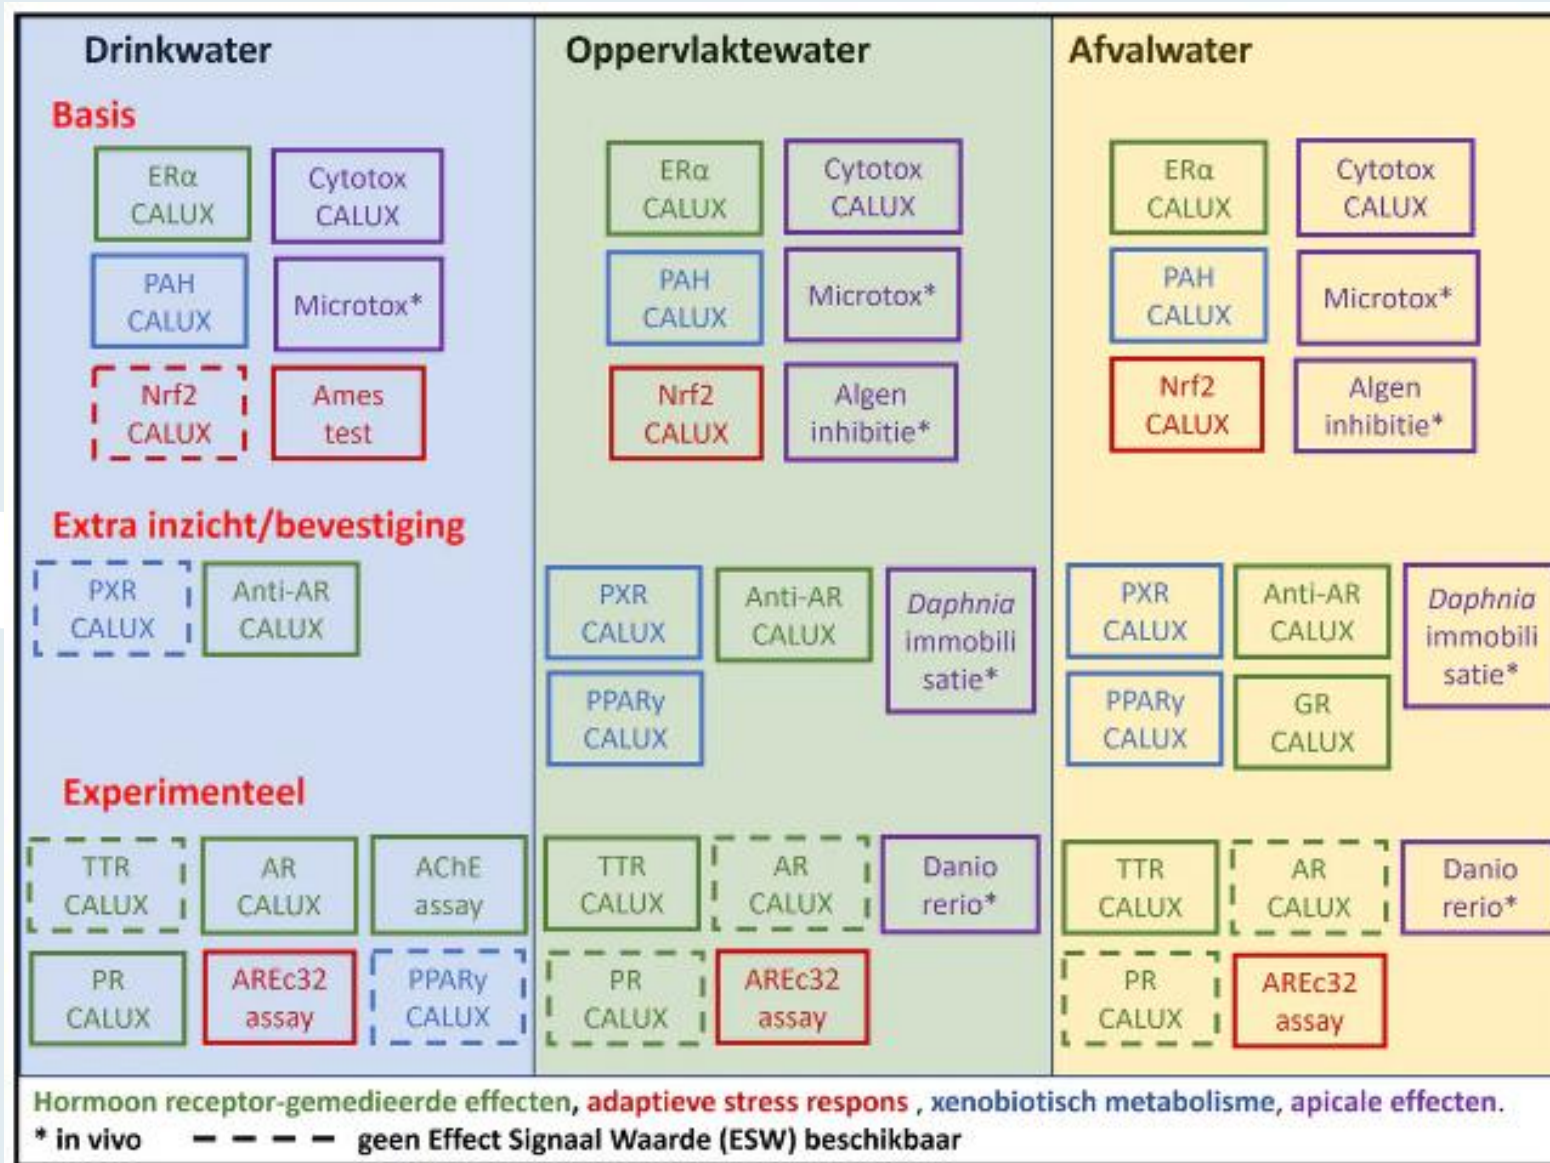 Drinkwater
Oppervlaktewater
Afvalwater
Basis
ERα
CALUX
Cytotox
CALUX
PAH
CALUX
Microtox*
Nrf2
CALUX
Ames
test
ERα
CALUX
Cytotox
CALUX
PAH
CALUX
Microtox*
Nrf2
CALUX
Algen
inhibitie*
ERα
CALUX
Cytotox
CALUX
PAH
CALUX
Microtox*
Nrf2
CALUX
Algen
inhibitie*
Extra inzicht/bevestiging
PXR
CALUX
Anti-AR
CALUX
PXR
CALUX
Anti-AR
CALUX
Daphnia
immobili
satie*
PPARγ
CALUX
PXR
CALUX
Anti-AR
CALUX
Daphnia
immobili
satie*
PPARγ
CALUX
GR
CALUX
Experimenteel
TTR
CALUX
AR
CALUX
AChE
assay
PR
CALUX
AREc32
assay
PPARγ
CALUX
TTR
CALUX
AR
CALUX
Danio
rerio*
PR
CALUX
AREc32
assay
TTR
CALUX
AR
CALUX
Danio
rerio*
PR
CALUX
AREc32
assay
Hormoon receptor-gemedieerde effecten, adaptieve stress respons , xenobiotisch metabolisme, apicale effecten.
* in vivo — — — — geen Effect Signaal Waarde (ESW) beschikbaar